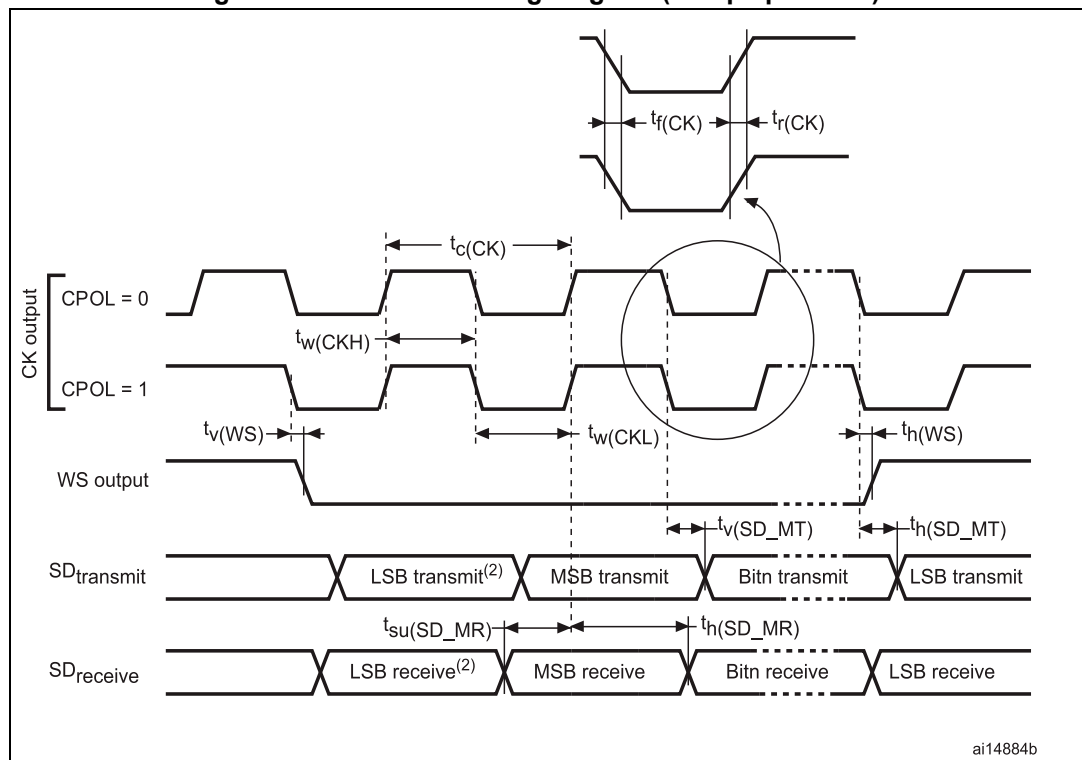 tf(CK)
tr(CK)
tc(CK)
CK output
CPOL = 0
tw(CKH)
CPOL = 1
tv(WS)
tw(CKL)
th(WS)
WS output
tv(SD_MT)
th(SD_MT)
SDtransmit
LSB transmit(2)
MSB transmit
Bitn transmit
LSB transmit
tsu(SD_MR)
th(SD_MR)
SDreceive
LSB receive(2)
MSB receive
Bitn receive
LSB receive
ai14884b